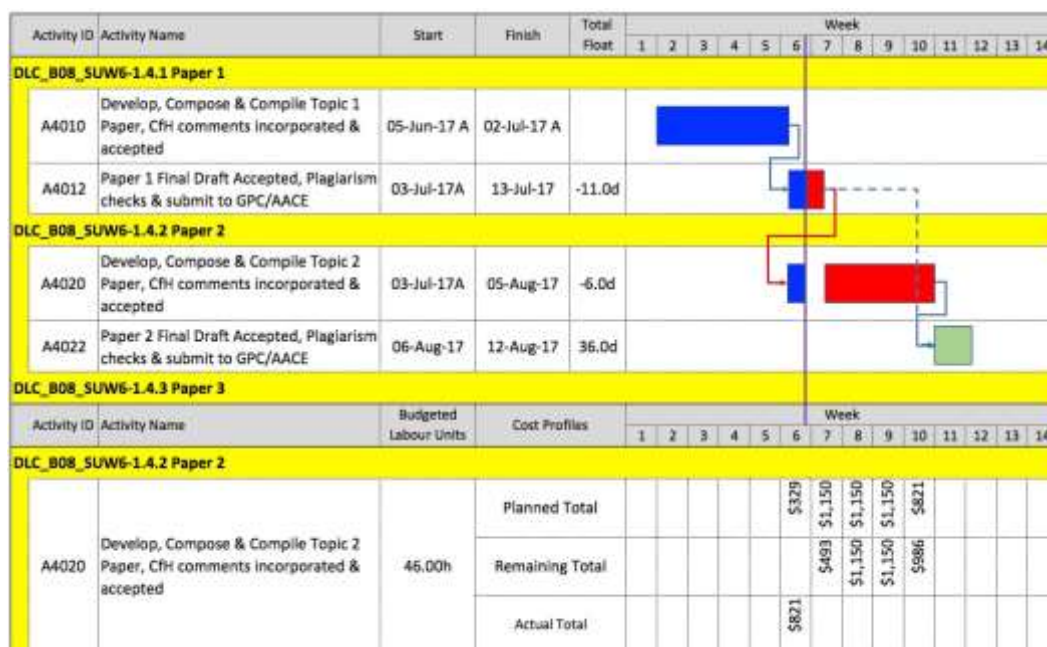 Activity ID Activity Name Start Finish Total Float Week
1 2 3 4 5 6 7 8 9 10 11 12 13 14
DLC_B08_SUW6-1.4.1 Paper 1
A4010 Develop, Compose & Compile Topic 1 Paper, CfH comments incorporated & accepted 05-Jun-17 A 02-Jul-17 A
A4012 Paper 1 Final Draft Accepted, Plagiarism checks & submit to GPC/AACE 03-Jul-17A 13-Jul-17 -11.0d
DLC_B08_SUW6-1.4.2 Paper 2
A4020 Develop, Compose & Compile Topic 2 Paper, CfH comments incorporated & accepted 03-Jul-17A 05-Aug-17 -6.0d
A4022 Paper 2 Final Draft Accepted, Plagiarism checks & submit to GPC/AACE 06-Aug-17 12-Aug-17 36.0d
DLC_B08_SUW6-1.4.3 Paper 3
Activity ID Activity Name Budgeted Labour Units Cost Profiles Week
1 2 3 4 5 6 7 8 9 10 11 12 13 14
DLC_B08_SUW6-1.4.2 Paper 2
A4020 Develop, Compose & Compile Topic 2 Paper, CfH comments incorporated & accepted 46.00h
Planned Total $329 $1,150 $1,150 $1,150 $821
Remaining Total $493 $1,150 $1,150 $986
Actual Total $821